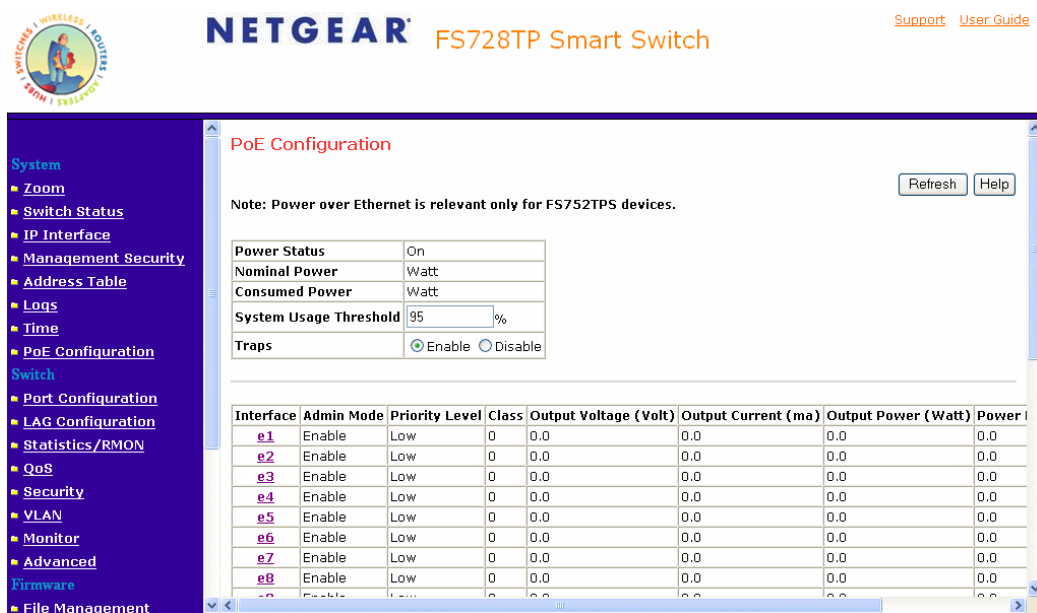 SWITCHES | WIRELESS | ROUTERS | ADAPTERS | HUBS |
NETGEAR FS728TP Smart Switch
Support User Guide
System
Zoom
Switch Status
IP Interface
Management Security
Address Table
Logs
Time
PoE Configuration
Switch
Port Configuration
LAG Configuration
Statistics/RMON
QoS
Security
VLAN
Monitor
Advanced
Firmware
File Management
PoE Configuration
Refresh Help
Note: Power over Ethernet is relevant only for FS752TPS devices.
Power Status On
Nominal Power Watt
Consumed Power Watt
System Usage Threshold 95 %
Traps Enable Disable
Interface Admin Mode Priority Level Class Output Voltage (Volt) Output Current (ma) Output Power (Watt) Power
e1 Enable Low 0 0.0 0.0 0.0 0.0
e2 Enable Low 0 0.0 0.0 0.0 0.0
e3 Enable Low 0 0.0 0.0 0.0 0.0
e4 Enable Low 0 0.0 0.0 0.0 0.0
e5 Enable Low 0 0.0 0.0 0.0 0.0
e6 Enable Low 0 0.0 0.0 0.0 0.0
e7 Enable Low 0 0.0 0.0 0.0 0.0
e8 Enable Low 0 0.0 0.0 0.0 0.0